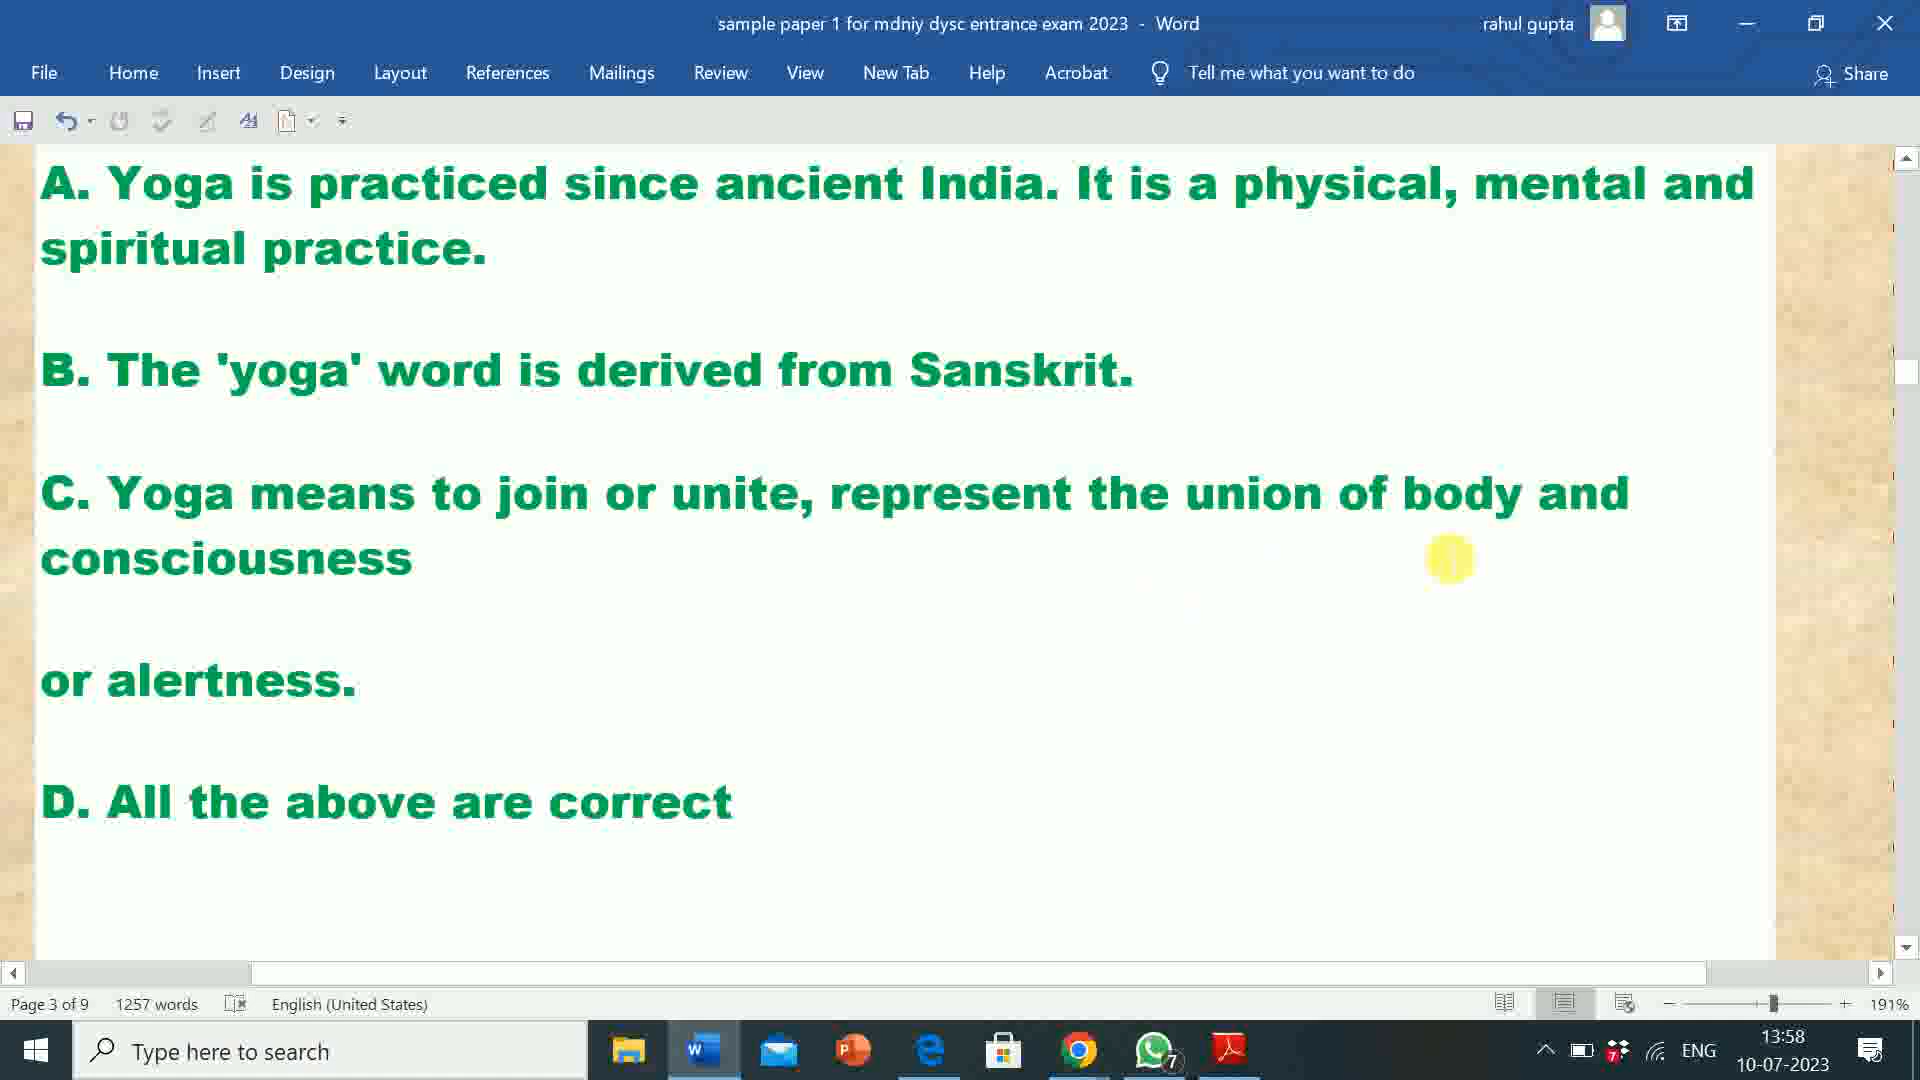 sample paper 1 for mdniy dysc entrance exam 2023 - Word
rahul gupta
File Home Insert Design Layout References Mailings Review View New Tab Help Acrobat Tell me what you want to do Share
A. Yoga is practiced since ancient India. It is a physical, mental and
spiritual practice.
B. The 'yoga' word is derived from Sanskrit.
C. Yoga means to join or unite, represent the union of body and
consciousness
or alertness.
D. All the above are correct
Page 3 of 9 1257 words English (United States) 191%
Type here to search
7
7
ENG
13:58
10-07-2023